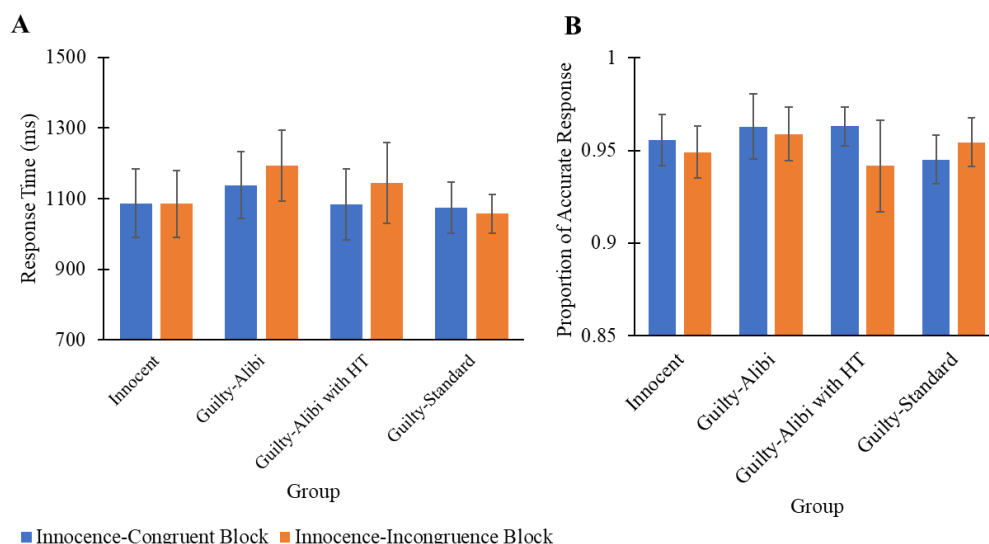 A
1500
1300
1100
900
700
Response Time (ms)
Innocent
Guilty-Alibi
Guilty-Alibi with HT
Guilty-Standard
Group
B
1
0.95
0.9
0.85
Proportion of Accurate Response
Innocent
Guilty-Alibi
Guilty-Alibi with HT
Guilty-Standard
Group
Innocence-Congruent Block Innocence-Incongruence Block